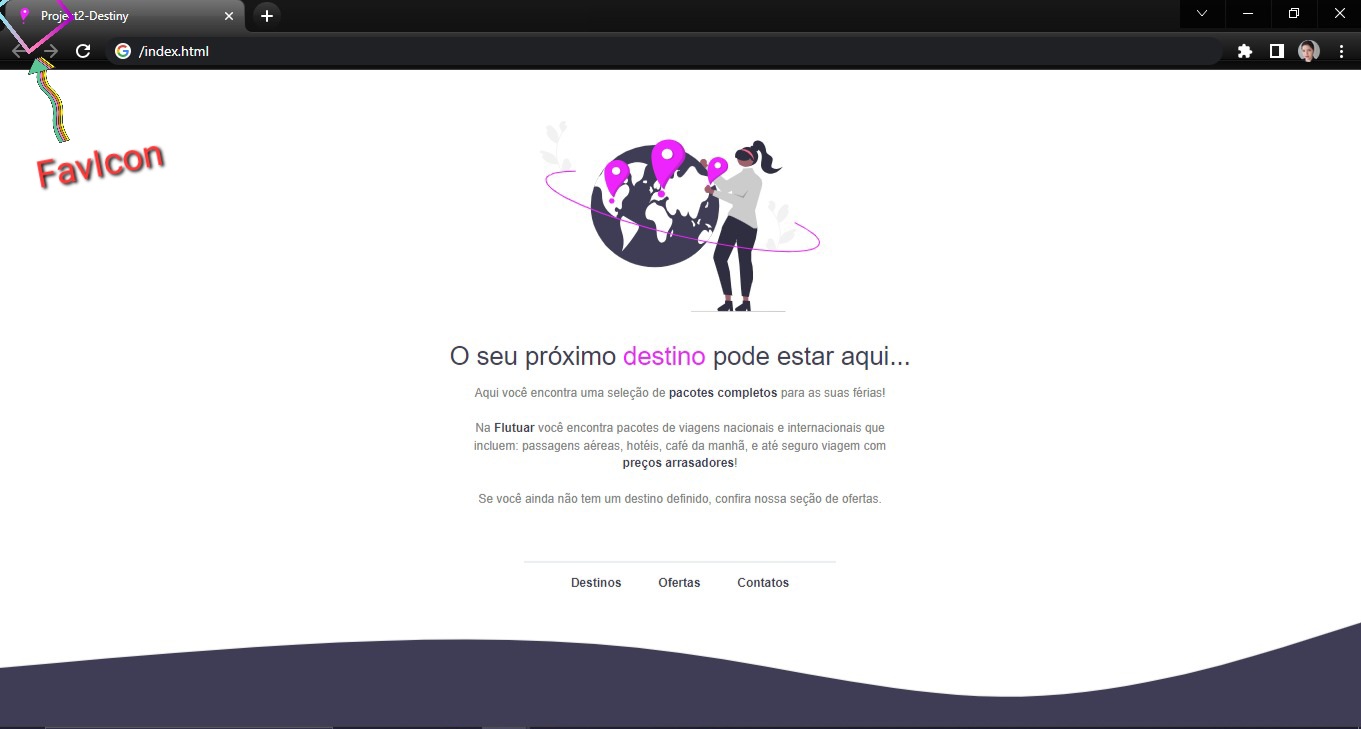 Project2-Destiny
/index.html
FavIcon
O seu próximo destino pode estar aqui...
Aqui você encontra uma seleção de pacotes completos para as suas férias!
Na Flutuar você encontra pacotes de viagens nacionais e internacionais que
incluem: passagens aéreas, hotéis, café da manhã, e até seguro viagem com
preços arrasadores!
Se você ainda não tem um destino definido, confira nossa seção de ofertas.
Destinos Ofertas Contatos